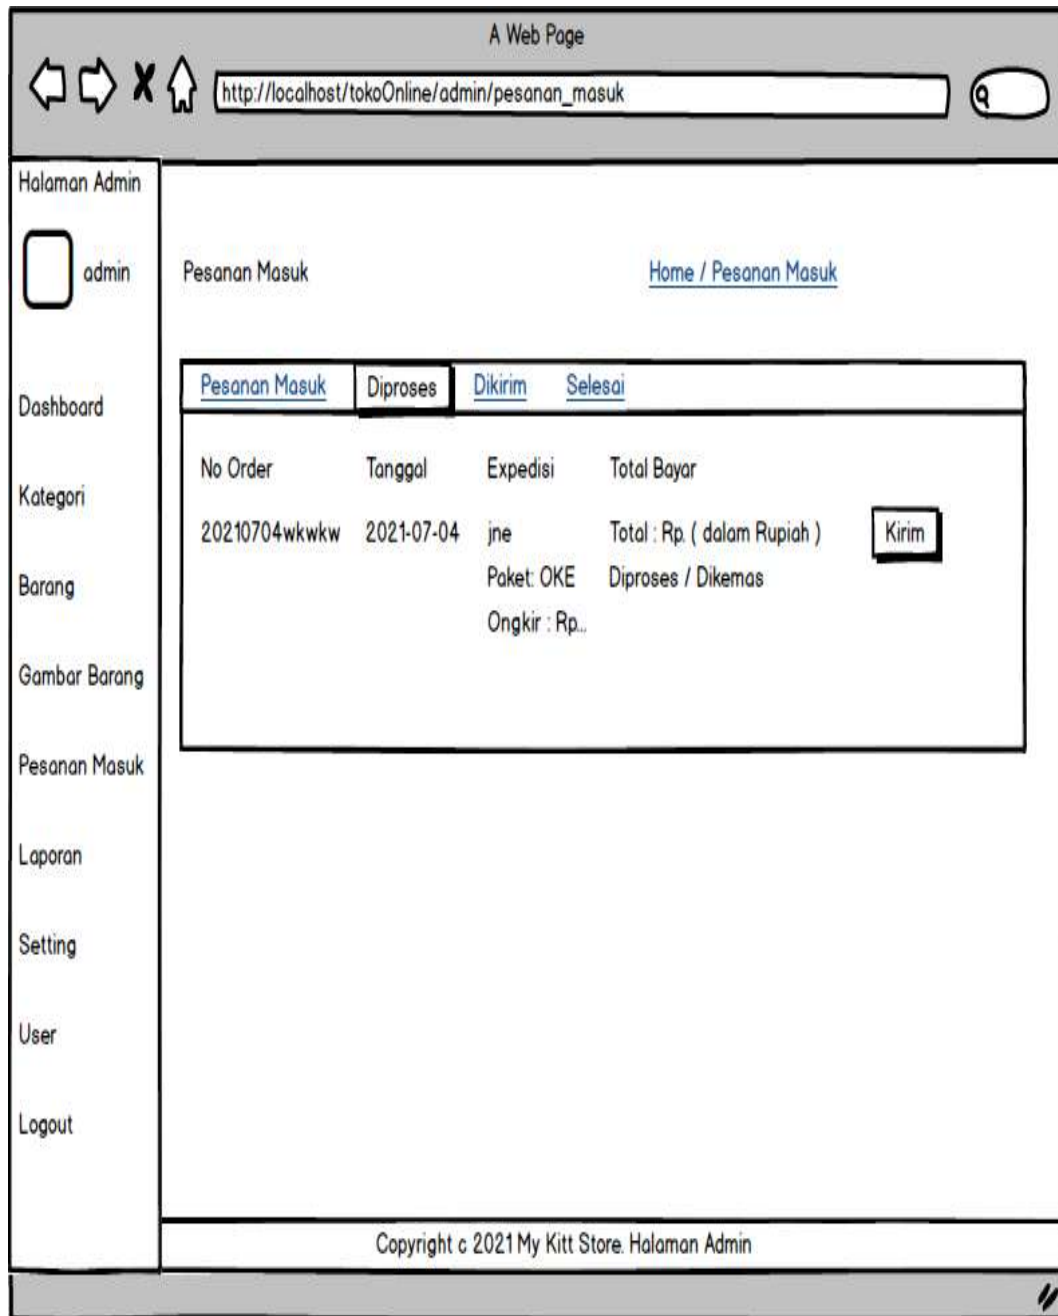 A Web Page
http://localhost/tokoOnline/admin/pesanan_masuk
Halaman Admin
admin
Dashboard
Kategori
Barang
Gambar Barang
Pesanan Masuk
Laporan
Setting
User
Logout
Pesanan Masuk Home / Pesanan Masuk
Pesanan Masuk Diproses Dikirim Selesai
No Order Tanggal Expedisi Total Bayar
20210704wkwkw 2021-07-04 jne Total : Rp. ( dalam Rupiah ) Kirim
Paket: OKE Diproses / Dikemas
Ongkir : Rp...
Copyright c 2021 My Kitt Store. Halaman Admin